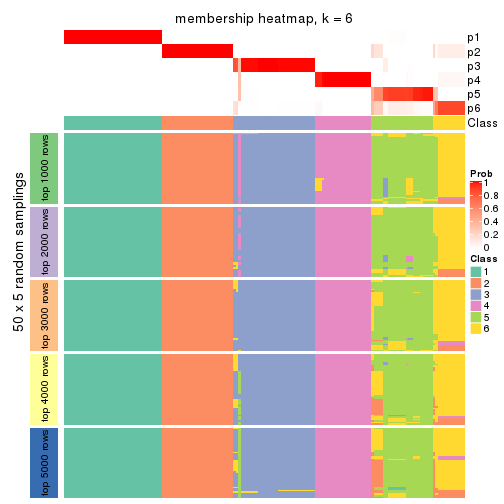 membership heatmap, k = 6
p1
p2
p3
p4
p5
p6
Class
50 x 5 random samplings
top 1000 rows
top 2000 rows
top 3000 rows
top 4000 rows
top 5000 rows
Prob
1
0.8
0.6
0.4
0.2
0
Class
1
2
3
4
5
6